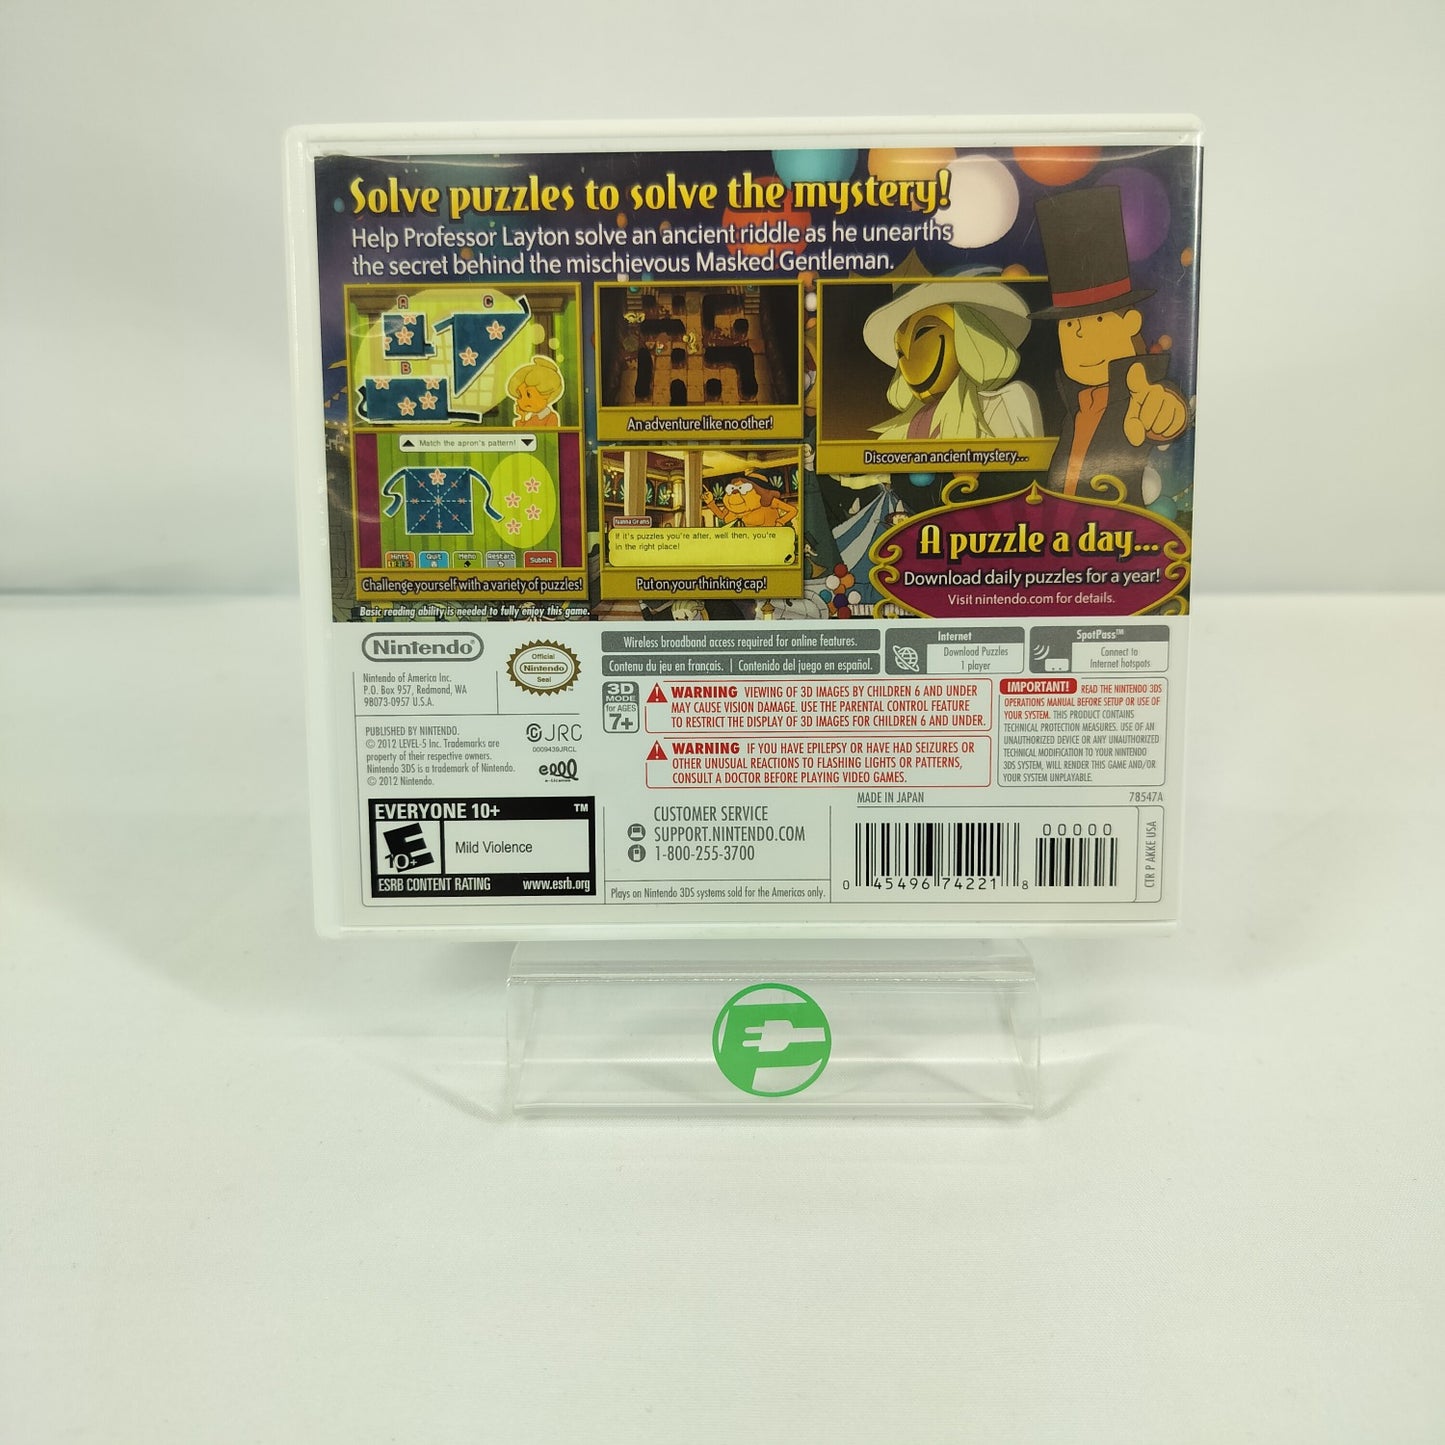 Solve puzzles to solve the mystery!
Help Professor Layton solve an ancient riddle as he unearths
the secret behind the mischievous Masked Gentleman.
A
C
B
Match the apron's pattern!
Hints
Quit
Memo
Restart
Submit
Challenge yourself with a variety of puzzles!
Basic reading ability is needed to fully enjoy this game.
An adventure like no other!
Nanna Grams
If it's puzzles you're after, well then, you're
in the right place!
Put on your thinking cap!
Discover an ancient mystery...
A puzzle a day...
Download daily puzzles for a year!
Visit nintendo.com for details.
Nintendo®
Nintendo of America Inc.
P.O. Box 957, Redmond, WA
98073-0957 U.S.A.
Official
Nintendo
Seal
PUBLISHED BY NINTENDO.
© 2012 LEVEL-5 Inc. Trademarks are
property of their respective owners.
Nintendo 3DS is a trademark of Nintendo.
© 2012 Nintendo.
JRC
0009439JRCL
e-License
Wireless broadband access required for online features.
Contenu du jeu en français. | Contenido del juego en español.
Internet
Download Puzzles
1 player
SpotPass™
Connect to
Internet hotspots
3D
MODE
for AGES
7+
WARNING VIEWING OF 3D IMAGES BY CHILDREN 6 AND UNDER
MAY CAUSE VISION DAMAGE. USE THE PARENTAL CONTROL FEATURE
TO RESTRICT THE DISPLAY OF 3D IMAGES FOR CHILDREN 6 AND UNDER.
WARNING IF YOU HAVE EPILEPSY OR HAVE HAD SEIZURES OR
OTHER UNUSUAL REACTIONS TO FLASHING LIGHTS OR PATTERNS,
CONSULT A DOCTOR BEFORE PLAYING VIDEO GAMES.
IMPORTANT! READ THE NINTENDO 3DS
OPERATIONS MANUAL BEFORE SETUP OR USE OF
YOUR SYSTEM. THIS PRODUCT CONTAINS
TECHNICAL PROTECTION MEASURES. USE OF AN
UNAUTHORIZED DEVICE OR ANY UNAUTHORIZED
TECHNICAL MODIFICATION TO YOUR NINTENDO
3DS SYSTEM, WILL RENDER THIS GAME AND/OR
YOUR SYSTEM UNPLAYABLE.
EVERYONE 10+ ™
E
10+
Mild Violence
ESRB CONTENT RATING www.esrb.org
CUSTOMER SERVICE
SUPPORT.NINTENDO.COM
1-800-255-3700
Plays on Nintendo 3DS systems sold for the Americas only.
MADE IN JAPAN
78547A
00000
0 45496 74221 8
CTR P AKKE USA